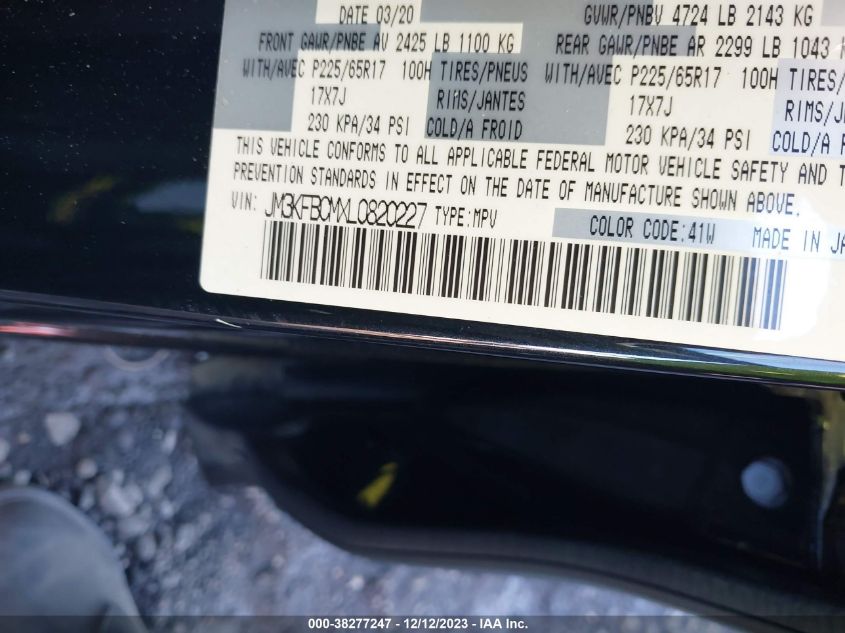 DATE 03/20 GVWR/PNBV 4724 LB 2143 KG
FRONT GAWR/PNBE AV 2425 LB 1100 KG REAR GAWR/PNBE AR 2299 LB 1043
WITH/AVEC P225/65R17 100H TIRES/PNEUS WITH/AVEC P225/65R17 100H TIRES/
17X7J RIMS/JANTES 17X7J RIMS/
230 KPA/34 PSI COLD/A FROID 230 KPA/34 PSI COLD/A
THIS VEHICLE CONFORMS TO ALL APPLICABLE FEDERAL MOTOR VEHICLE SAFETY AND
PREVENTION STANDARDS IN EFFECT ON THE DATE OF MANUFACTURE SHOWN ABOVE.
VIN: JM3KFBCMXL0820227 TYPE:MPV COLOR CODE:41W MADE IN
000-38277247 - 12/12/2023 - IAAI.com.